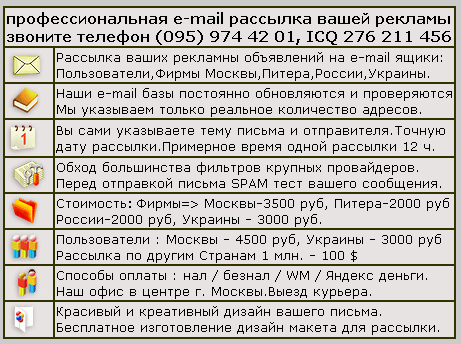 профессиональная e-mail рассылка вашей рекламы
звоните телефон (095) 974 42 01, ICQ 276 211 456
Рассылка ваших рекламны объявлений на e-mail ящики:
Пользователи,Фирмы Москвы,Питера,России,Украины.
Наши e-mail базы постоянно обновляются и проверяются
Мы указываем только реальное количество адресов.
1
Вы сами указываете тему письма и отправителя.Точную
дату рассылки.Примерное время одной рассылки 12 ч.
Обход большинства фильтров крупных провайдеров.
Перед отправкой письма SPAM тест вашего сообщения.
Стоимость: Фирмы=> Москвы-3500 руб, Питера-2000 руб
России-2000 руб, Украины - 3000 руб.
Пользователи : Москвы - 4500 руб, Украины - 3000 руб
Рассылка по другим Странам 1 млн. - 100 $
Способы оплаты : нал / безнал / WM / Яндекс деньги.
Наш офис в центре г. Москвы.Выезд курьера.
Красивый и креативный дизайн вашего письма.
Бесплатное изготовление дизайн макета для рассылки.